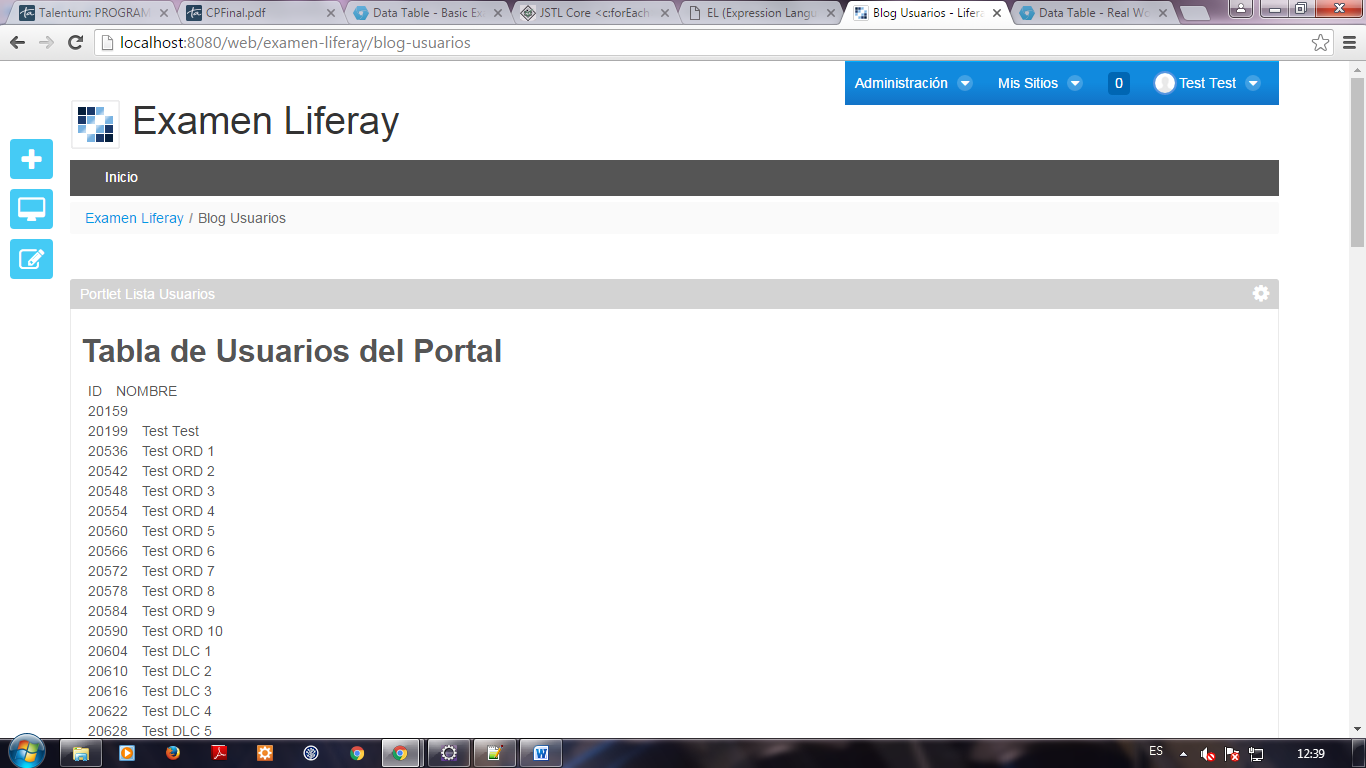 Talentum: PROGRAM
CPFinal.pdf
Data Table - Basic Ex
JSTL Core <c:forEach
EL (Expression Langu
Blog Usuarios - Lifera
Data Table - Real Wo
localhost:8080/web/examen-liferay/blog-usuarios
Administración
Mis Sitios
0
Test Test
Examen Liferay
Inicio
Examen Liferay / Blog Usuarios
Portlet Lista Usuarios
Tabla de Usuarios del Portal
ID NOMBRE
20159
20199 Test Test
20536 Test ORD 1
20542 Test ORD 2
20548 Test ORD 3
20554 Test ORD 4
20560 Test ORD 5
20566 Test ORD 6
20572 Test ORD 7
20578 Test ORD 8
20584 Test ORD 9
20590 Test ORD 10
20604 Test DLC 1
20610 Test DLC 2
20616 Test DLC 3
20622 Test DLC 4
20628 Test DLC 5
ES
12:39